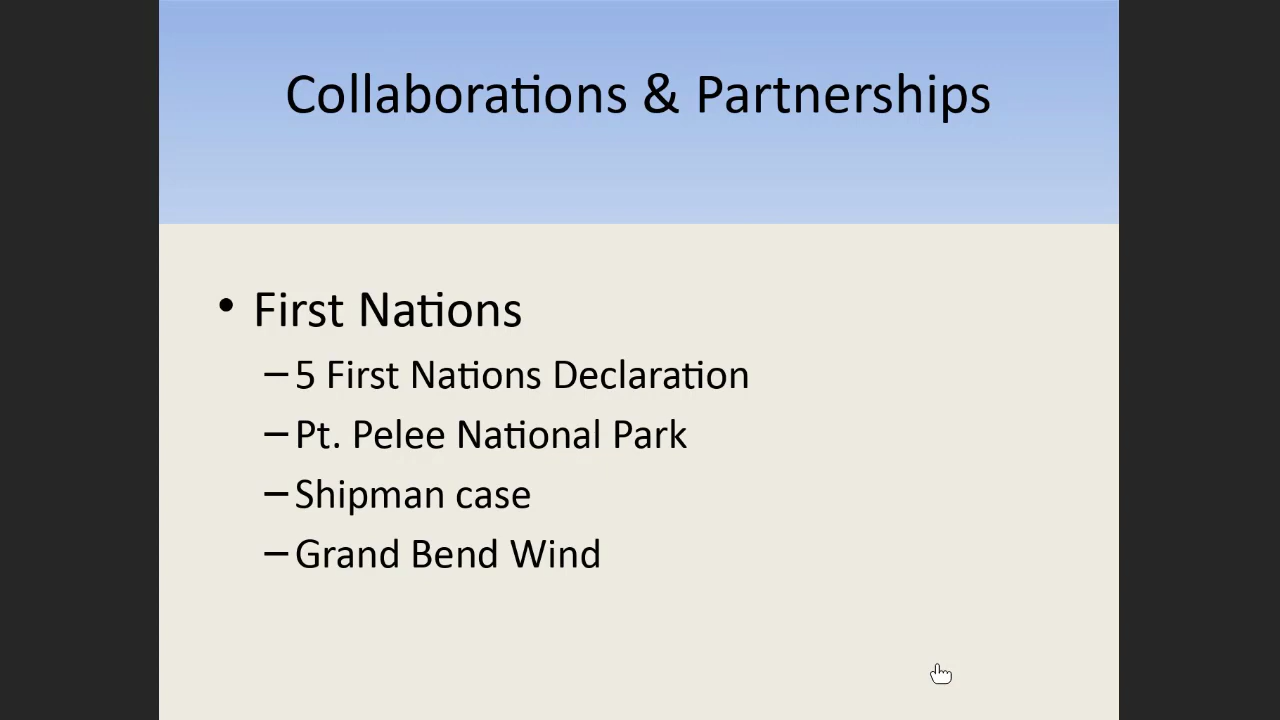 Collaborations & Partnerships
• First Nations
– 5 First Nations Declaration
– Pt. Pelee National Park
– Shipman case
– Grand Bend Wind